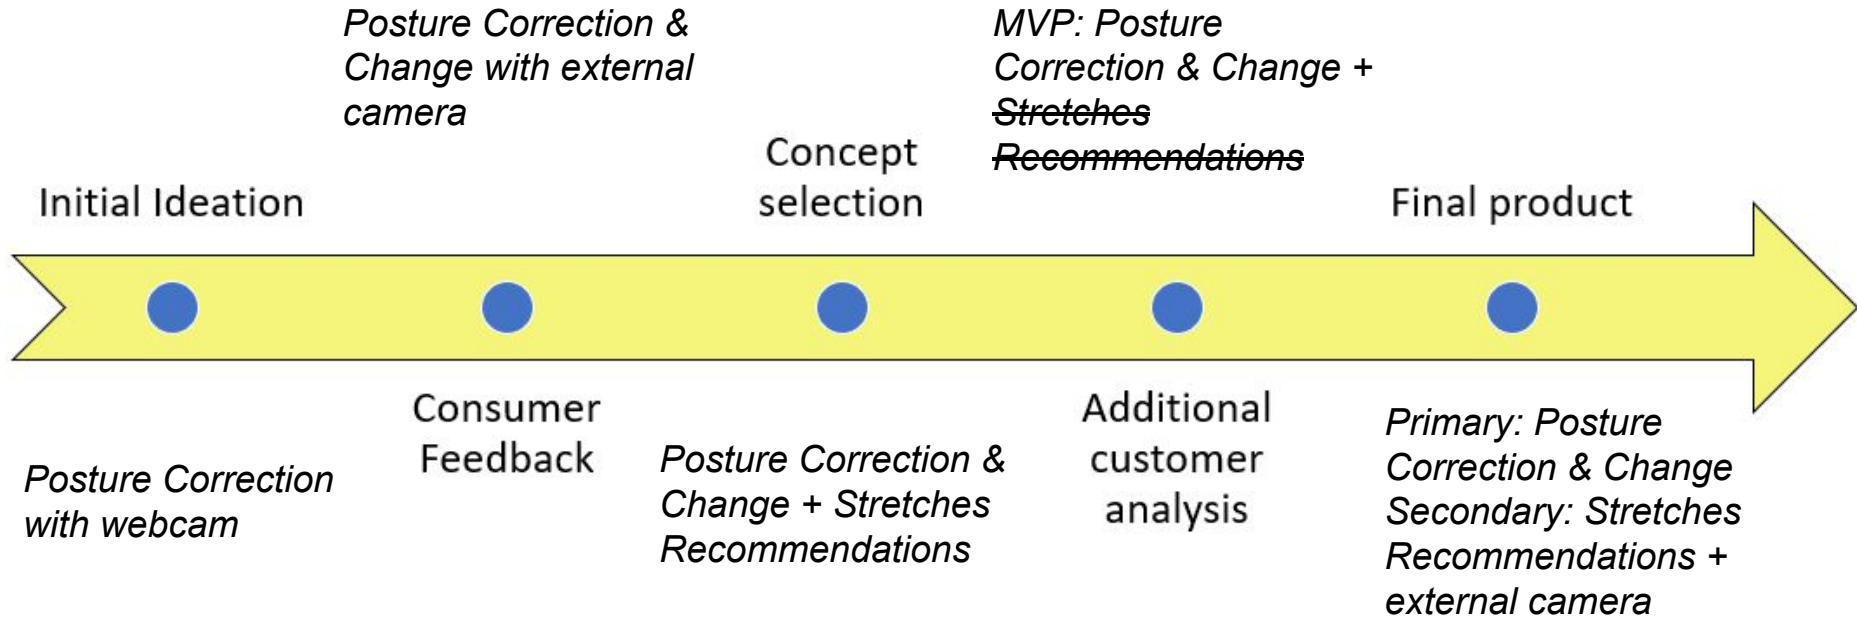 Posture Correction &
Change with external
camera
MVP: Posture
Correction & Change +
Stretches
Recommendations
Initial Ideation
Concept
selection
Final product
Consumer
Feedback
Additional
customer
analysis
Posture Correction
with webcam
Posture Correction &
Change + Stretches
Recommendations
Primary: Posture
Correction & Change
Secondary: Stretches
Recommendations +
external camera